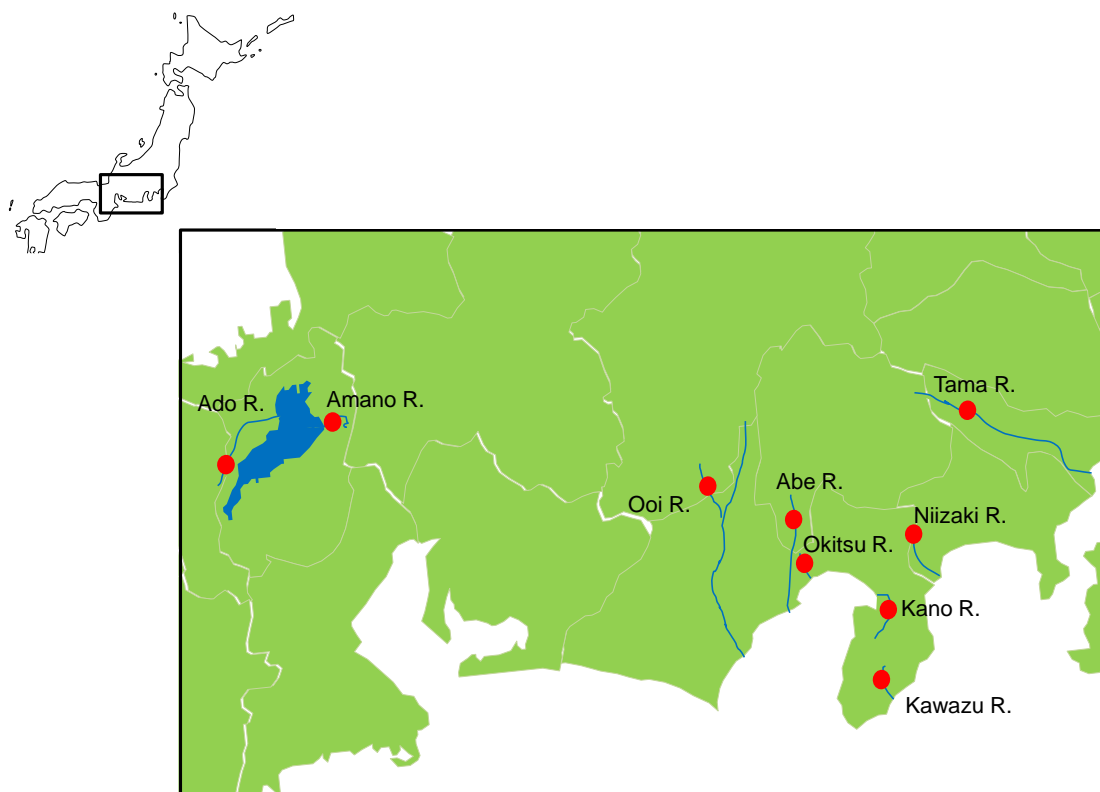 Tama R.
Ado R.
Amano R.
Abe R.
Ooi R.
Niizaki R.
Okitsu R.
Kano R.
Kawazu R.